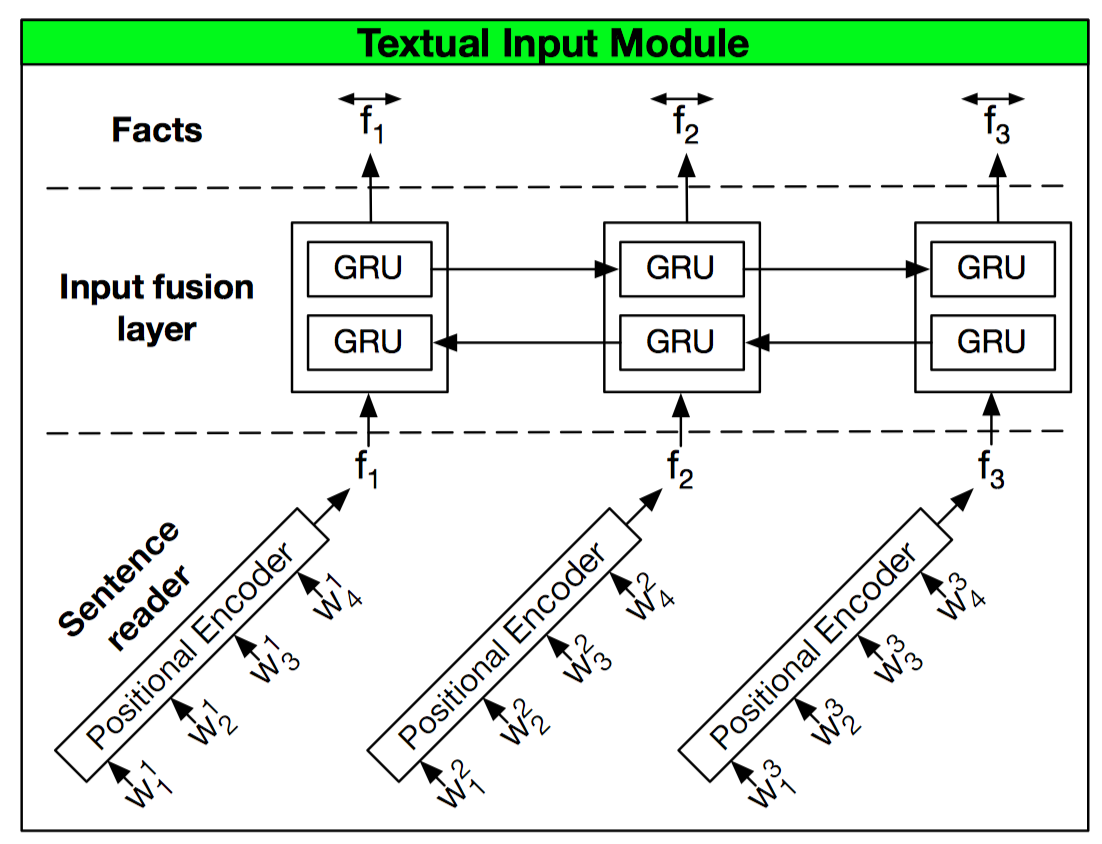 Textual Input Module
Facts
f1 f2 f3
GRU GRU GRU
Input fusion
layer
GRU GRU GRU
f1 f2 f3
Sentence
reader
Positional Encoder
w₁¹ w₂¹ w₃¹ w₄¹
Positional Encoder
w₁² w₂² w₃² w₄²
Positional Encoder
w₁³ w₂³ w₃³ w₄³